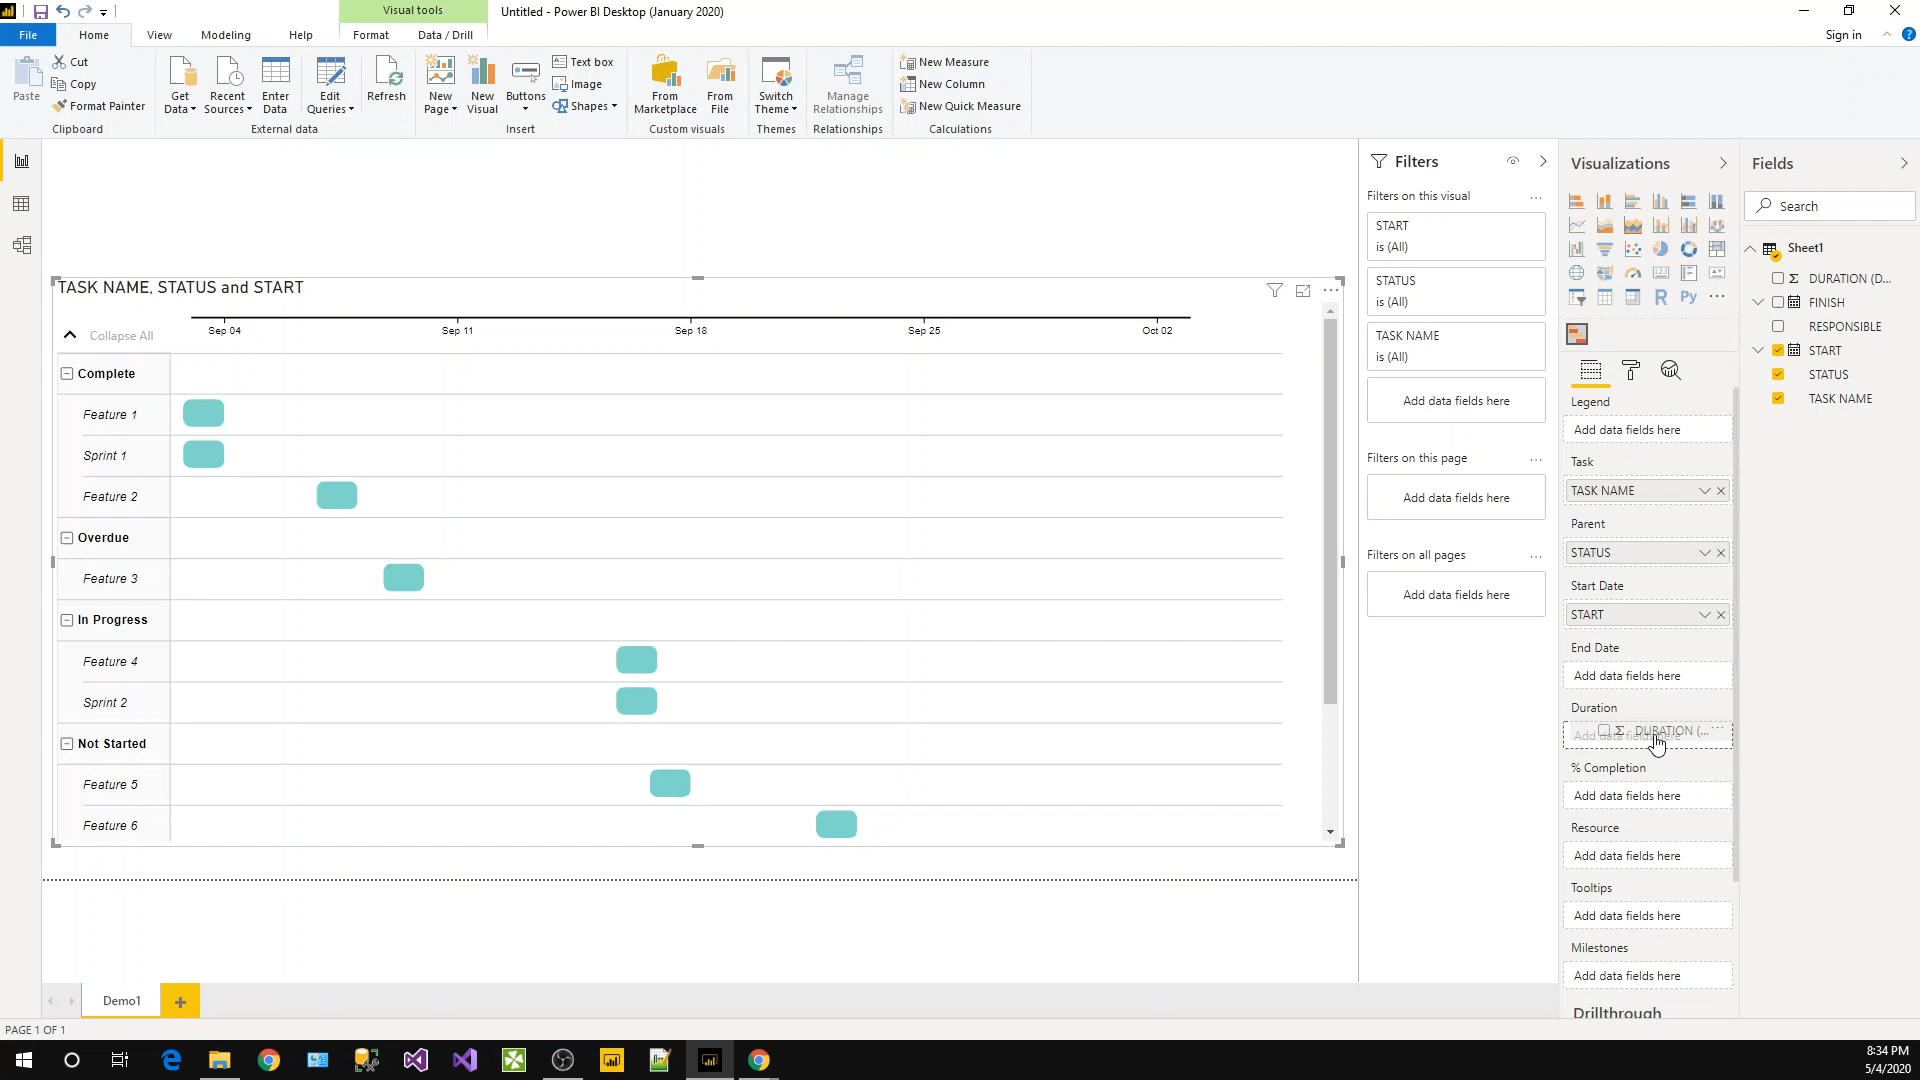 Visual tools
Untitled - Power BI Desktop (January 2020)
File
Home
View
Modeling
Help
Format
Data / Drill
Sign in
Paste
Cut
Copy
Format Painter
Clipboard
Get Data
Recent Sources
Enter Data
Edit Queries
Refresh
External data
New Page
New Visual
Buttons
Text box
Image
Shapes
Insert
From Marketplace
From File
Custom visuals
Switch Theme
Themes
Manage Relationships
Relationships
New Measure
New Column
New Quick Measure
Calculations
TASK NAME, STATUS and START
Sep 04
Sep 11
Sep 18
Sep 25
Oct 02
Collapse All
Complete
Feature 1
Sprint 1
Feature 2
Overdue
Feature 3
In Progress
Feature 4
Sprint 2
Not Started
Feature 5
Feature 6
Filters
Filters on this visual
START
is (All)
STATUS
is (All)
TASK NAME
is (All)
Add data fields here
Filters on this page
Add data fields here
Filters on all pages
Add data fields here
Visualizations
R
Py
Legend
Add data fields here
Task
TASK NAME
Parent
STATUS
Start Date
START
End Date
Add data fields here
Duration
Add data fields here
Σ DURATION (...
% Completion
Add data fields here
Resource
Add data fields here
Tooltips
Add data fields here
Milestones
Add data fields here
Drillthrough
Fields
Search
Sheet1
Σ DURATION (D...
FINISH
RESPONSIBLE
START
STATUS
TASK NAME
Demo1
PAGE 1 OF 1
8:34 PM
5/4/2020